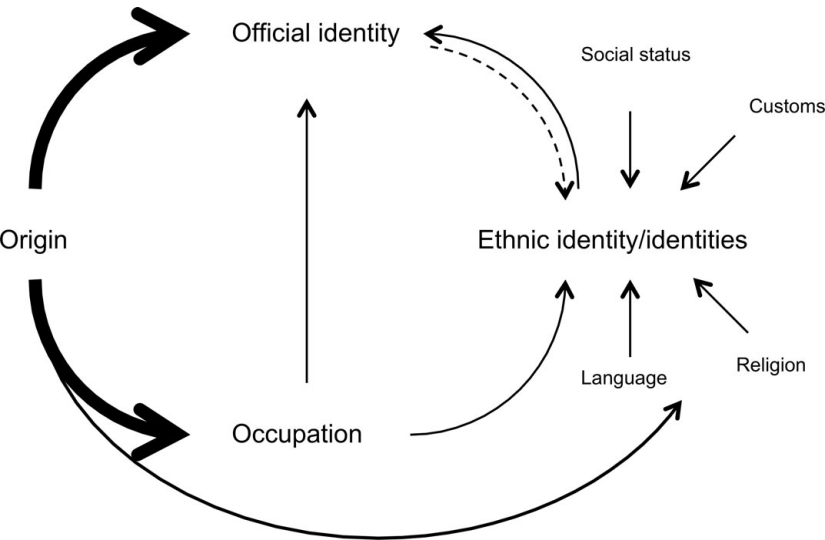 Official identity
Social status
Customs
Origin
Ethnic identity/identities
Religion
Language
Occupation